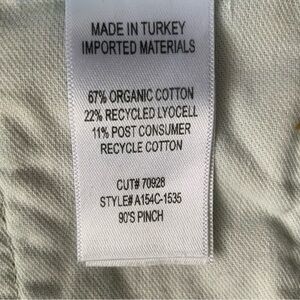 MADE IN TURKEY
IMPORTED MATERIALS
67% ORGANIC COTTON
22% RECYCLED LYOCELL
11% POST CONSUMER
RECYCLE COTTON
CUT# 70928
STYLE# A154C-1535
90'S PINCH